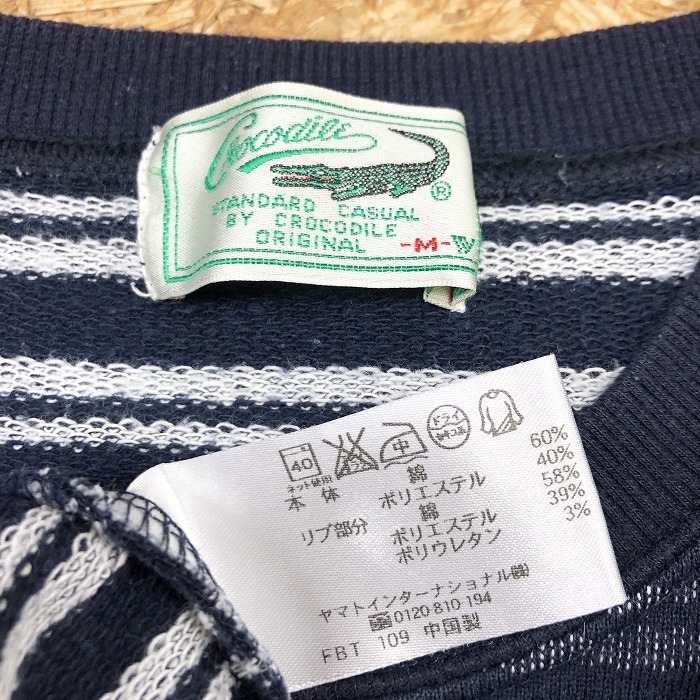 Crocodile
®
STANDARD CASUAL
BY CROCODILE
ORIGINAL -M-W
40 中 ドライ
ネット使用
本体 綿 60%
ポリエステル 40%
リブ部分 綿 58%
ポリエステル 39%
ポリウレタン 3%
ヤマトインターナショナル㈱
0120 810 194
FBT 109 中国製